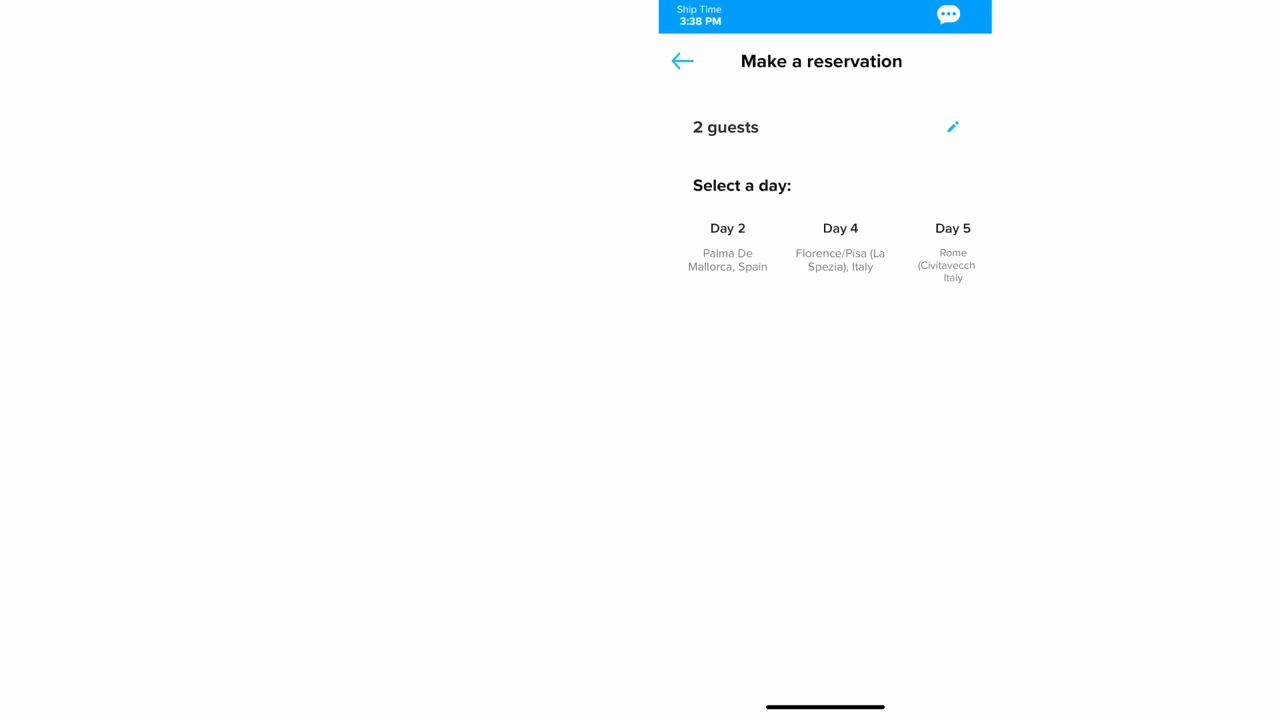 Ship Time
3:38 PM
Make a reservation
2 guests
Select a day:
Day 2
Palma De
Mallorca, Spain
Day 4
Florence/Pisa (La
Spezia), Italy
Day 5
Rome
(Civitavecch
Italy